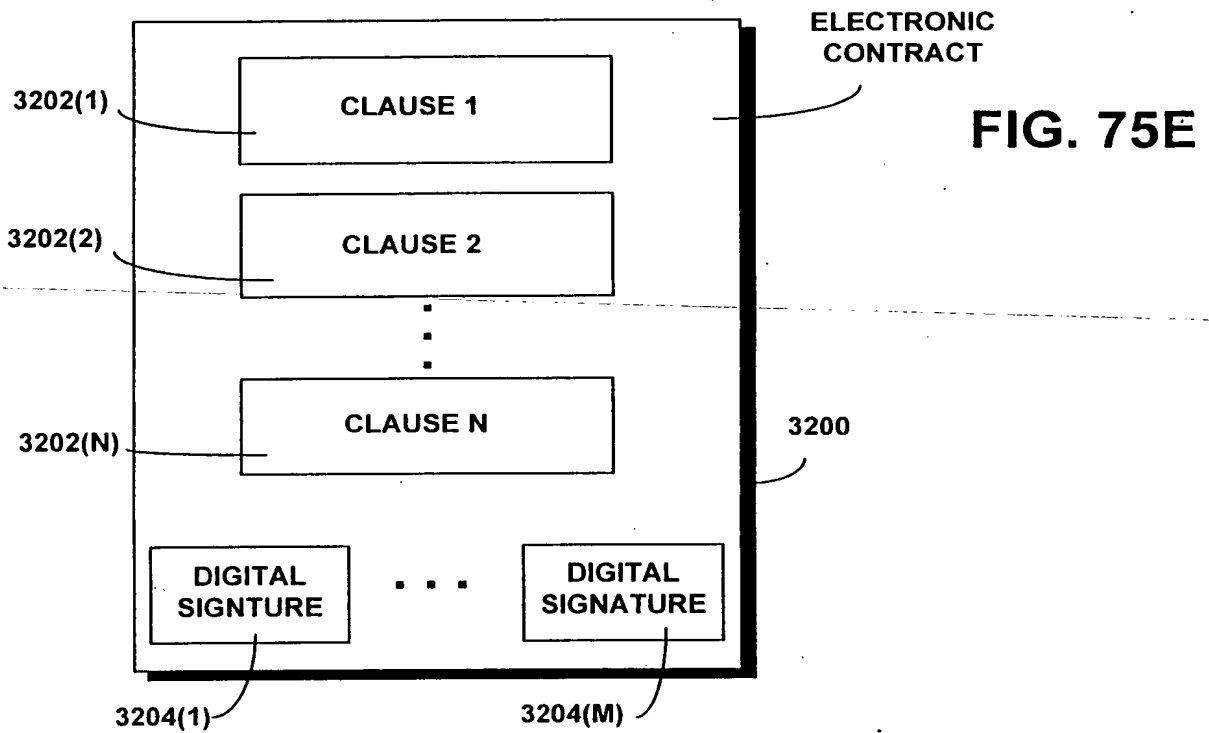 ELECTRONIC
CONTRACT
FIG. 75E
3202(1)
CLAUSE 1
3202(2)
CLAUSE 2
3202(N)
CLAUSE N
3200
DIGITAL
SIGNTURE
DIGITAL
SIGNATURE
3204(1)
3204(M)